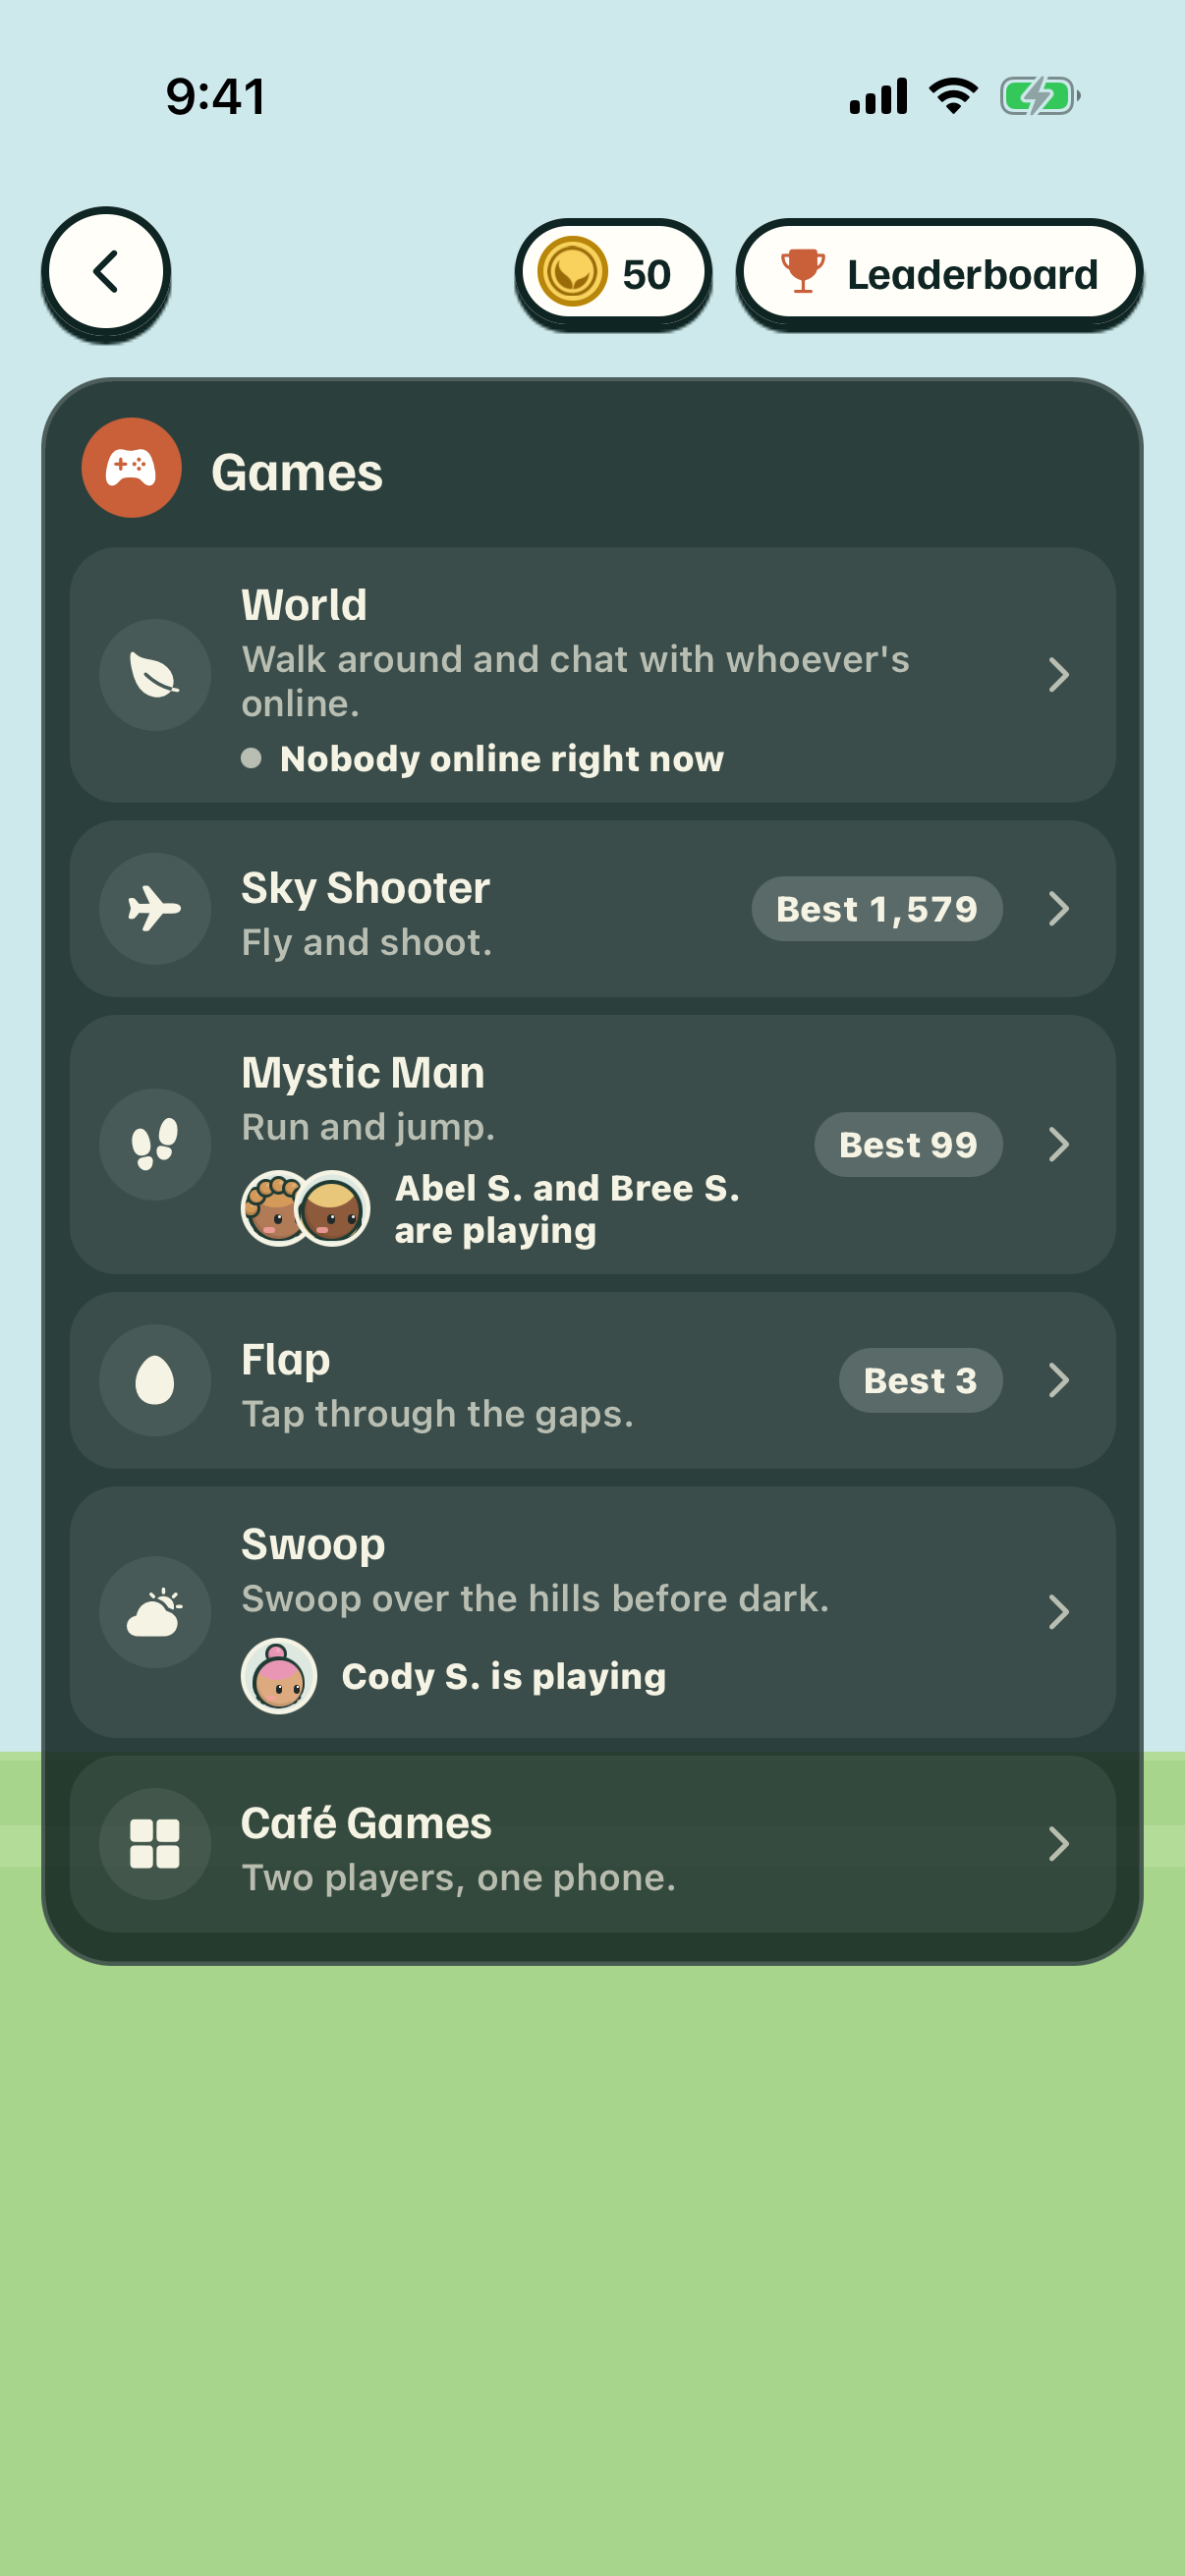 9:41
50
Leaderboard
Games
World
Walk around and chat with whoever's
online.
Nobody online right now
Sky Shooter
Fly and shoot.
Best 1,579
Mystic Man
Run and jump.
Abel S. and Bree S.
are playing
Best 99
Flap
Tap through the gaps.
Best 3
Swoop
Swoop over the hills before dark.
Cody S. is playing
Café Games
Two players, one phone.